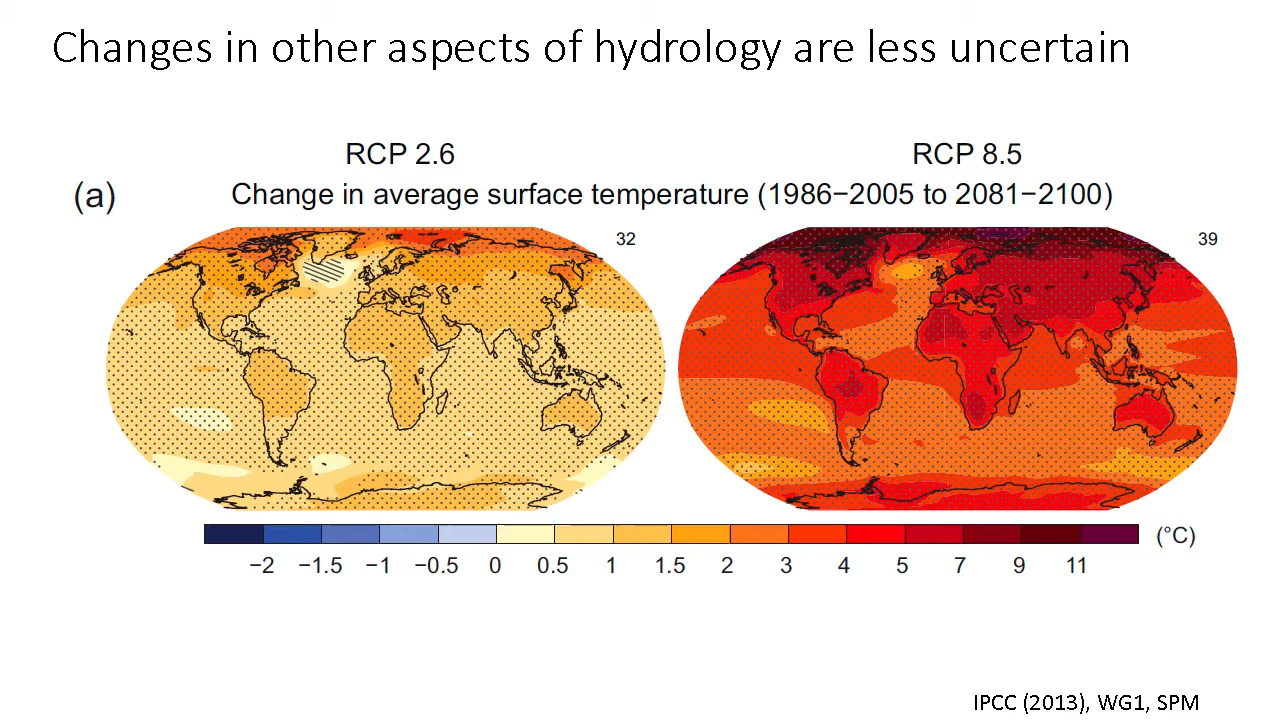 Changes in other aspects of hydrology are less uncertain
RCP 2.6 RCP 8.5
(a) Change in average surface temperature (1986−2005 to 2081−2100)
32 39
(°C)
−2 −1.5 −1 −0.5 0 0.5 1 1.5 2 3 4 5 7 9 11
IPCC (2013), WG1, SPM